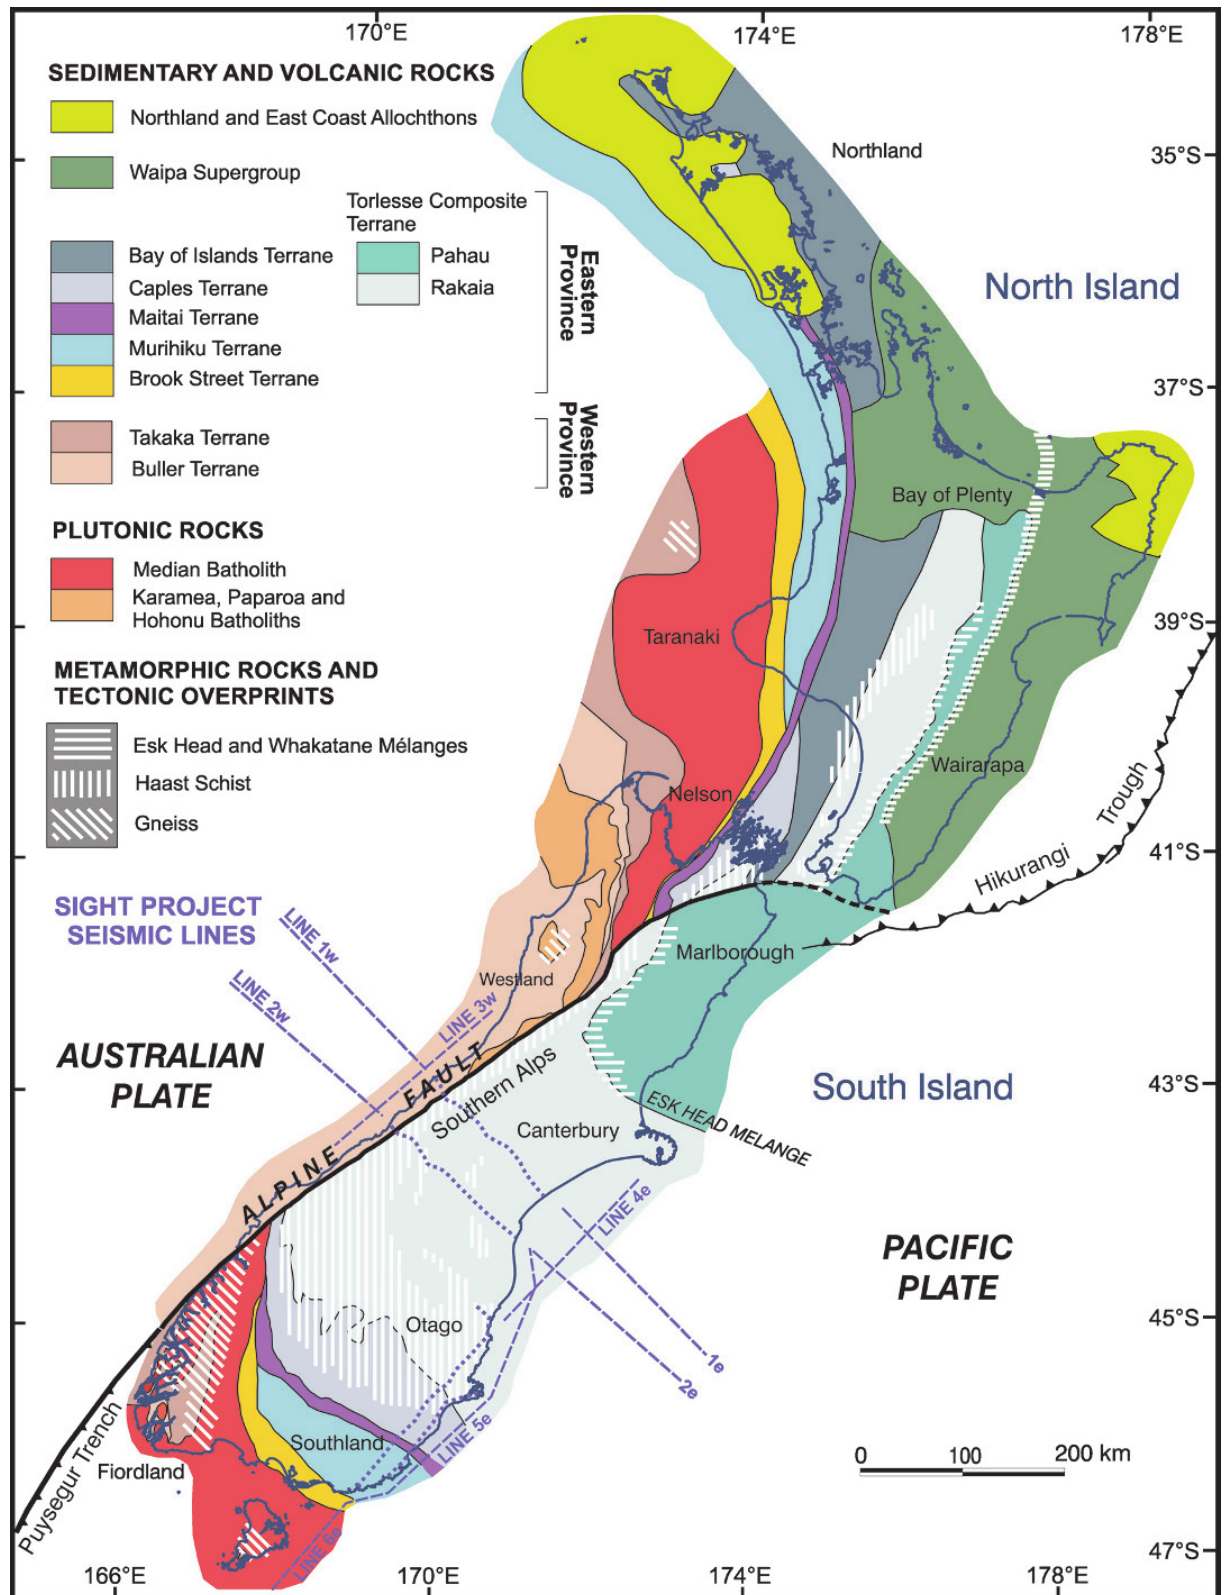 170°E
174°E
178°E
SEDIMENTARY AND VOLCANIC ROCKS
Northland and East Coast Allochthons
Waipa Supergroup
Torlesse Composite
Terrane
Bay of Islands Terrane
Pahau
Caples Terrane
Rakaia
Maitai Terrane
Murihiku Terrane
Brook Street Terrane
Eastern
Province
Takaka Terrane
Buller Terrane
Western
Province
PLUTONIC ROCKS
Median Batholith
Karamea, Paparoa and
Hohonu Batholiths
METAMORPHIC ROCKS AND
TECTONIC OVERPRINTS
Esk Head and Whakatane Mélanges
Haast Schist
Gneiss
SIGHT PROJECT
SEISMIC LINES
Northland
35°S
North Island
37°S
Bay of Plenty
39°S
Taranaki
Nelson
Wairarapa
41°S
Hikurangi
Trough
LINE 1w
LINE 2w
LINE 3w
Westland
Marlborough
AUSTRALIAN
PLATE
ALPINE FAULT
Southern Alps
South Island
43°S
Canterbury
ESK HEAD MELANGE
LINE 4e
PACIFIC
PLATE
45°S
Otago
1e
2e
LINE 5e
Southland
Fiordland
Puysegur Trench
LINE 6e
0 100 200 km
47°S
166°E
170°E
174°E
178°E